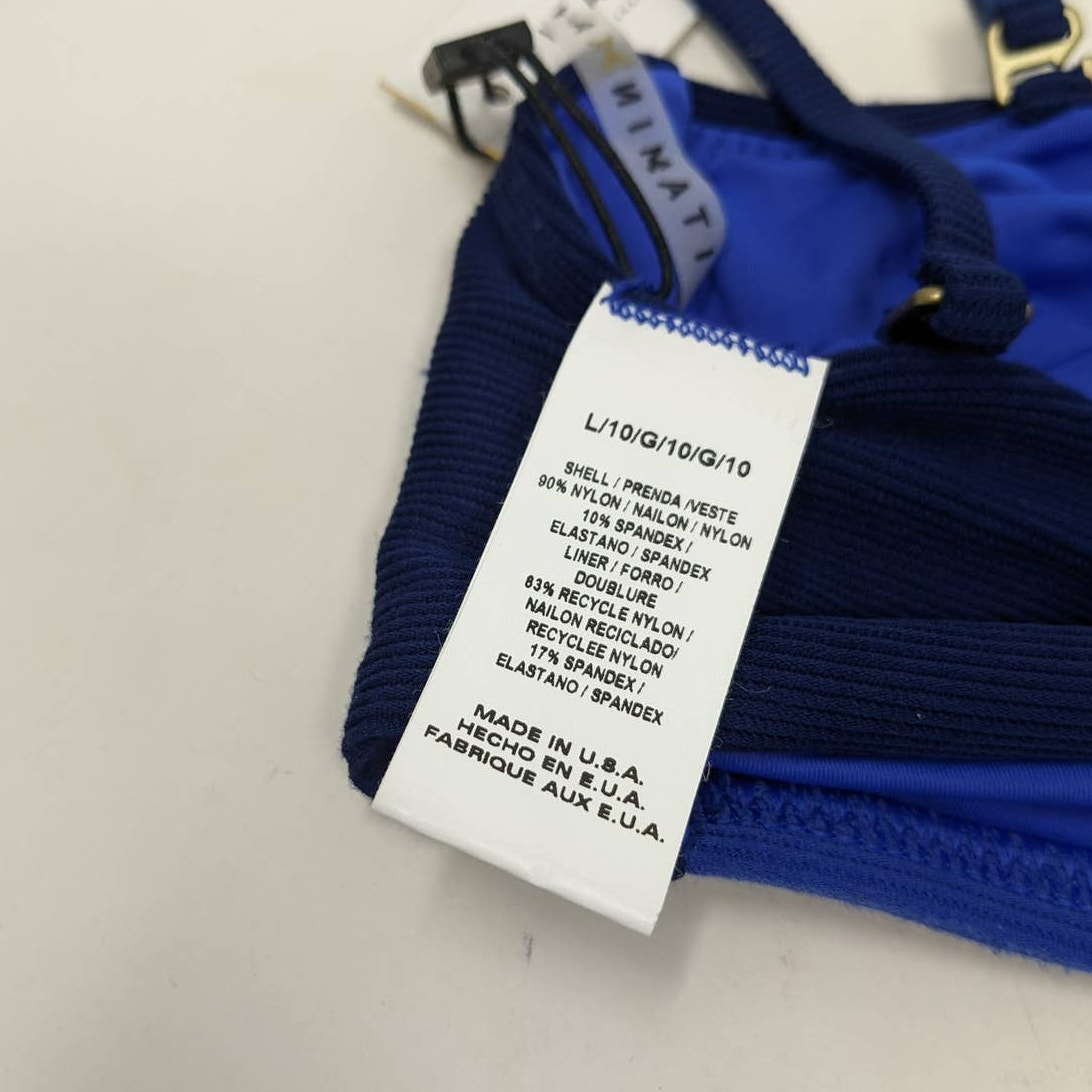 NINATI
L/10/G/10/G/10
SHELL / PRENDA /VESTE
90% NYLON / NAILON / NYLON
10% SPANDEX /
ELASTANO / SPANDEX
LINER / FORRO /
DOUBLURE
83% RECYCLE NYLON /
NAILON RECICLADO/
RECYCLEE NYLON
17% SPANDEX /
ELASTANO / SPANDEX
MADE IN U.S.A.
HECHO EN E.U.A.
FABRIQUE AUX E.U.A.